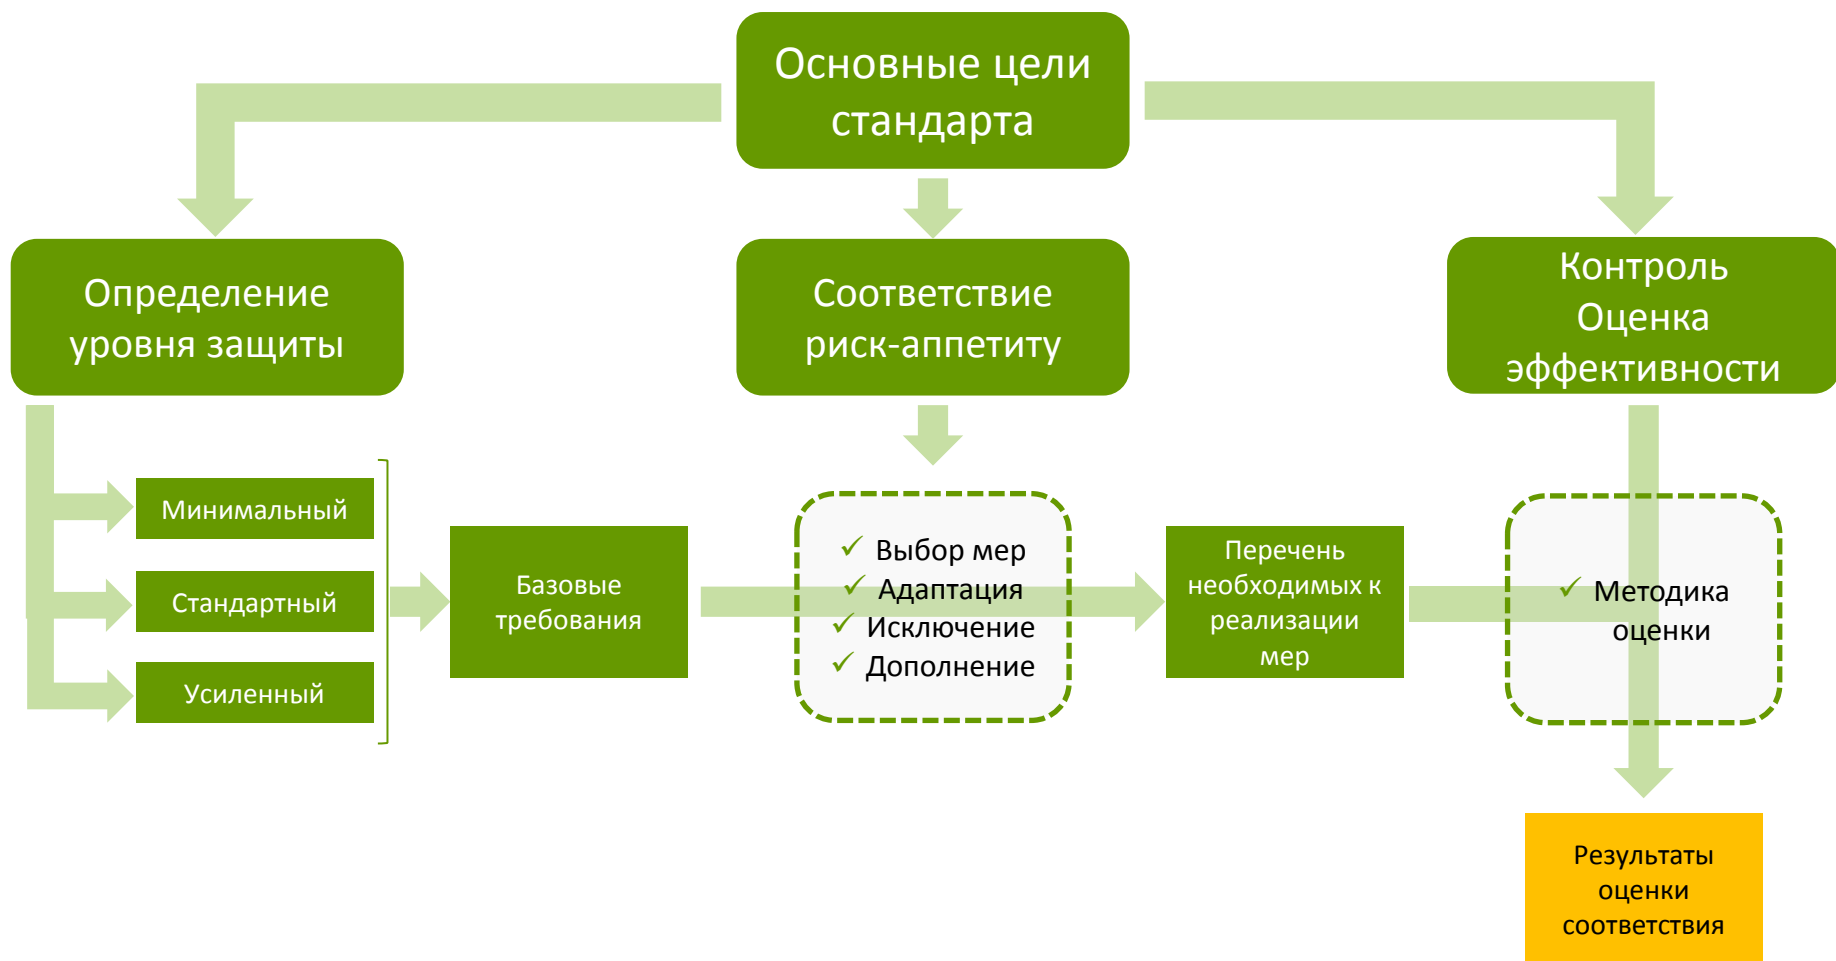 Основные цели
стандарта
Определение
уровня защиты
Соответствие
риск-аппетиту
Контроль
Оценка
эффективности
Минимальный
Стандартный
Усиленный
Базовые
требования
✓ Выбор мер
✓ Адаптация
✓ Исключение
✓ Дополнение
Перечень
необходимых к
реализации
мер
✓ Методика
оценки
Результаты
оценки
соответствия